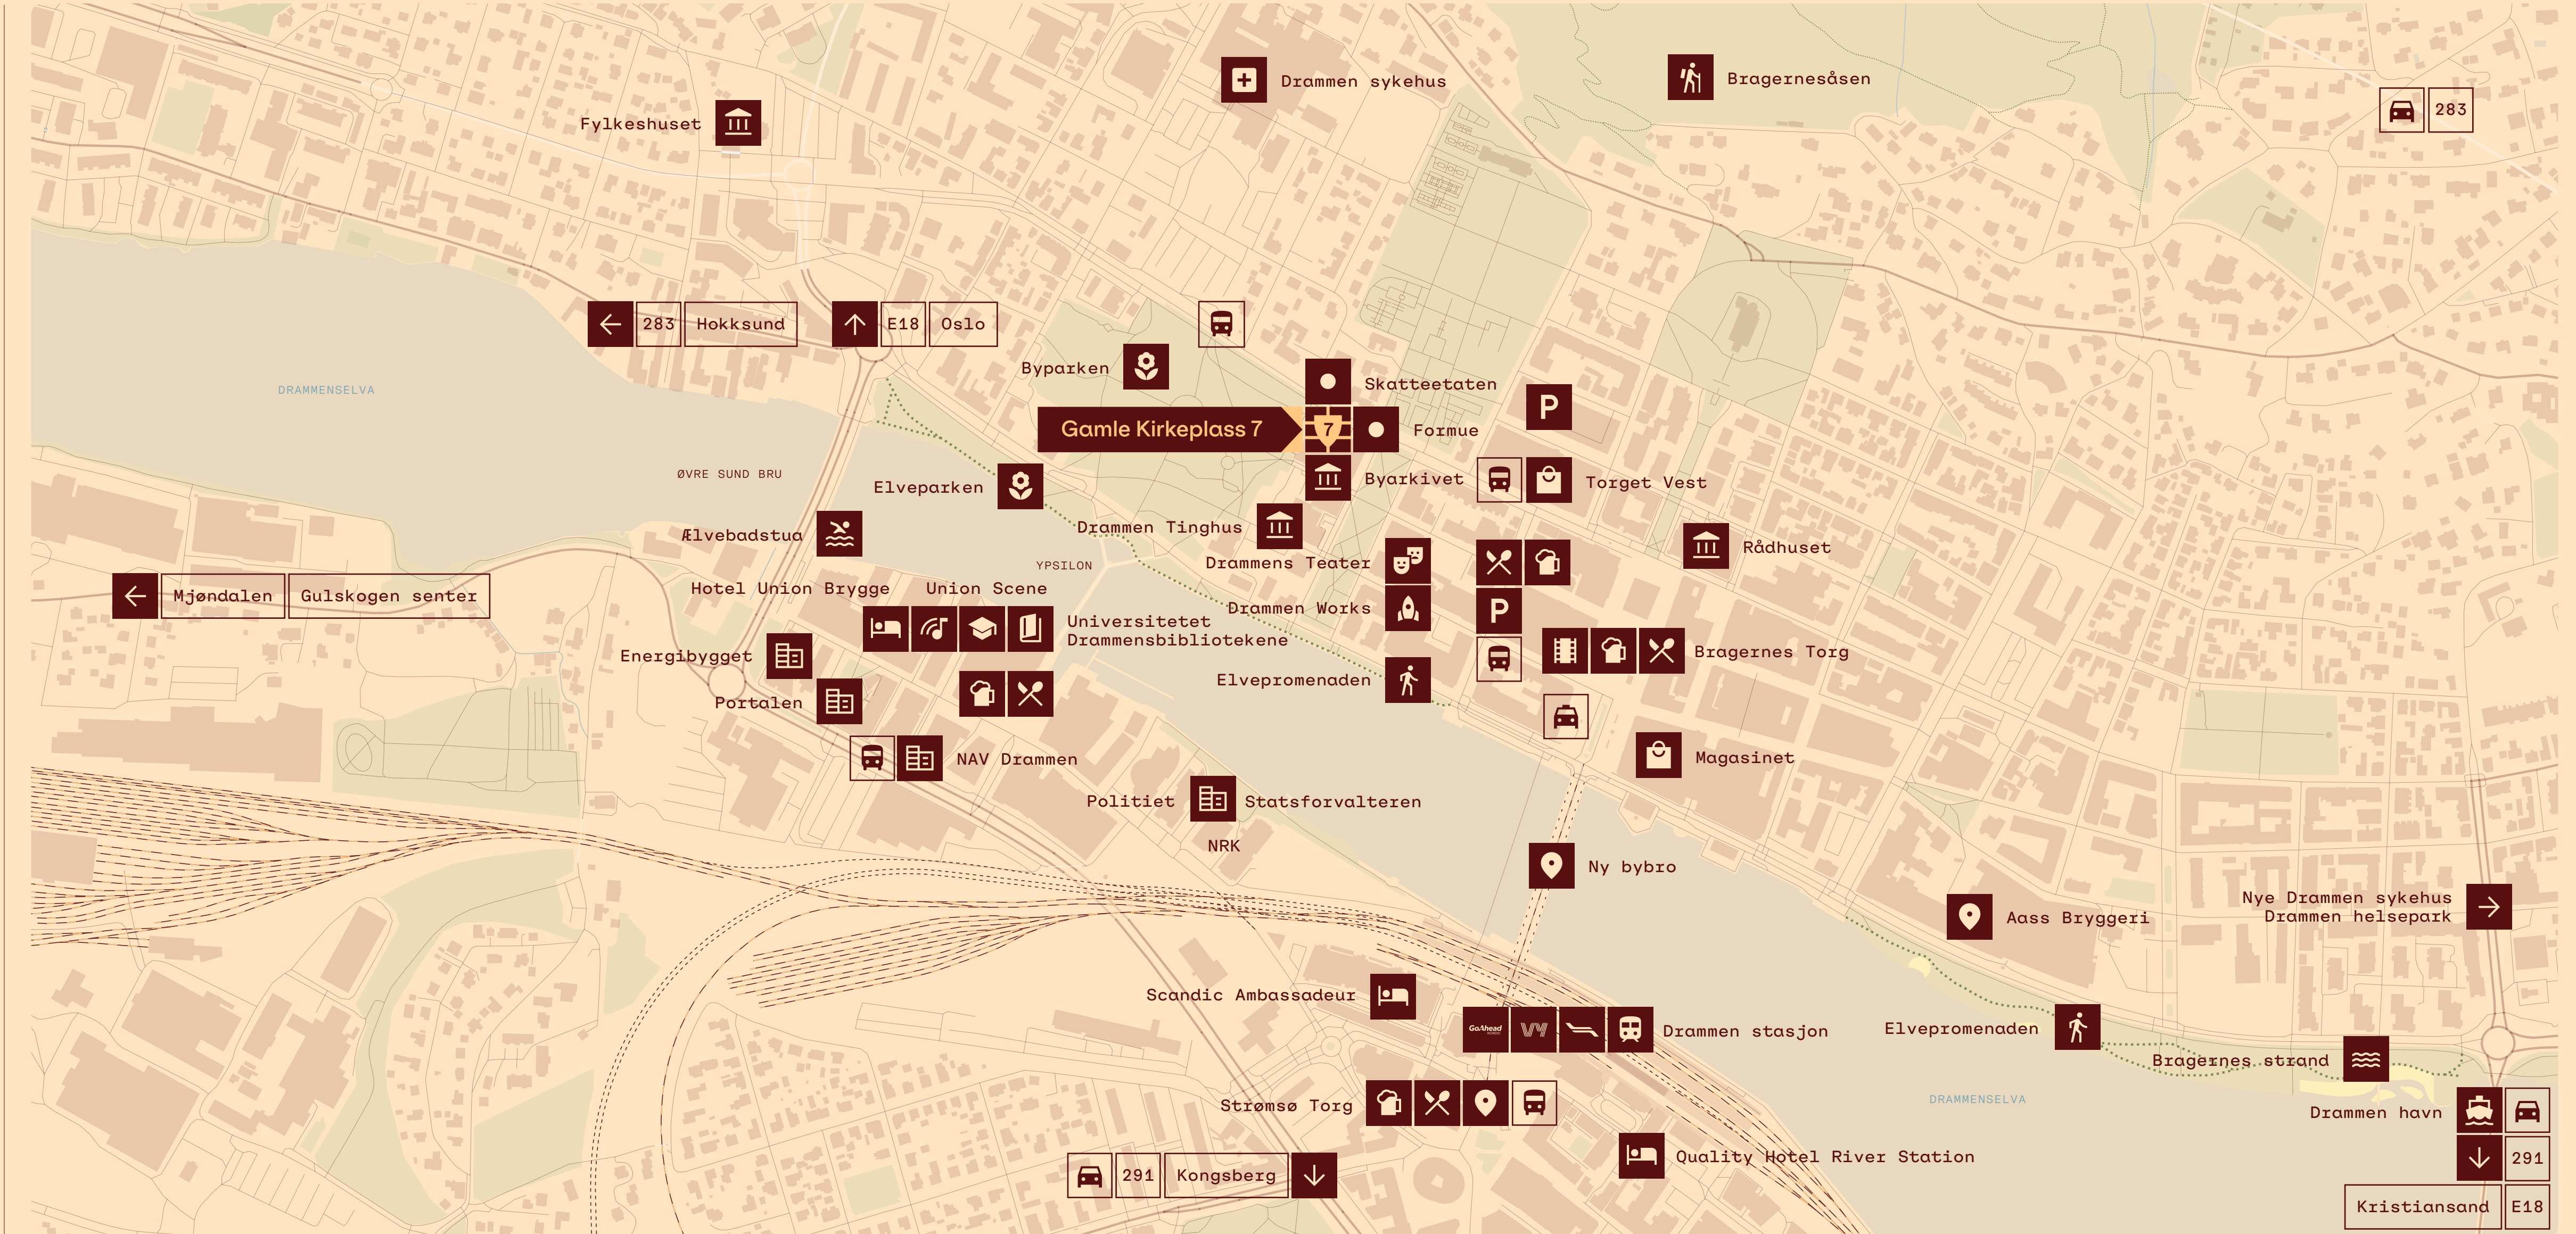 Drammen sykehus
Bragernesåsen
283
Fylkeshuset
283
Hokksund
E18
Oslo
Byparken
Skatteetaten
P
DRAMMENSELVA
Gamle Kirkeplass 7
7
Formue
ØVRE SUND BRU
Elveparken
Byarkivet
Torget Vest
Ælvebadstua
Drammen Tinghus
Rådhuset
YPSILON
Drammens Teater
Mjøndalen
Gulskogen senter
Hotel Union Brygge
Union Scene
Drammen Works
P
Universitetet
Drammensbibliotekene
Energibygget
Bragernes Torg
Elvepromenaden
Portalen
NAV Drammen
Magasinet
Politiet
Statsforvalteren
NRK
Ny bybro
Nye Drammen sykehus
Drammen helsepark
Aass Bryggeri
Scandic Ambassadeur
GoAhead
VY
Drammen stasjon
Elvepromenaden
Bragernes strand
DRAMMENSELVA
Strømsø Torg
Drammen havn
Quality Hotel River Station
291
291
Kongsberg
Kristiansand
E18